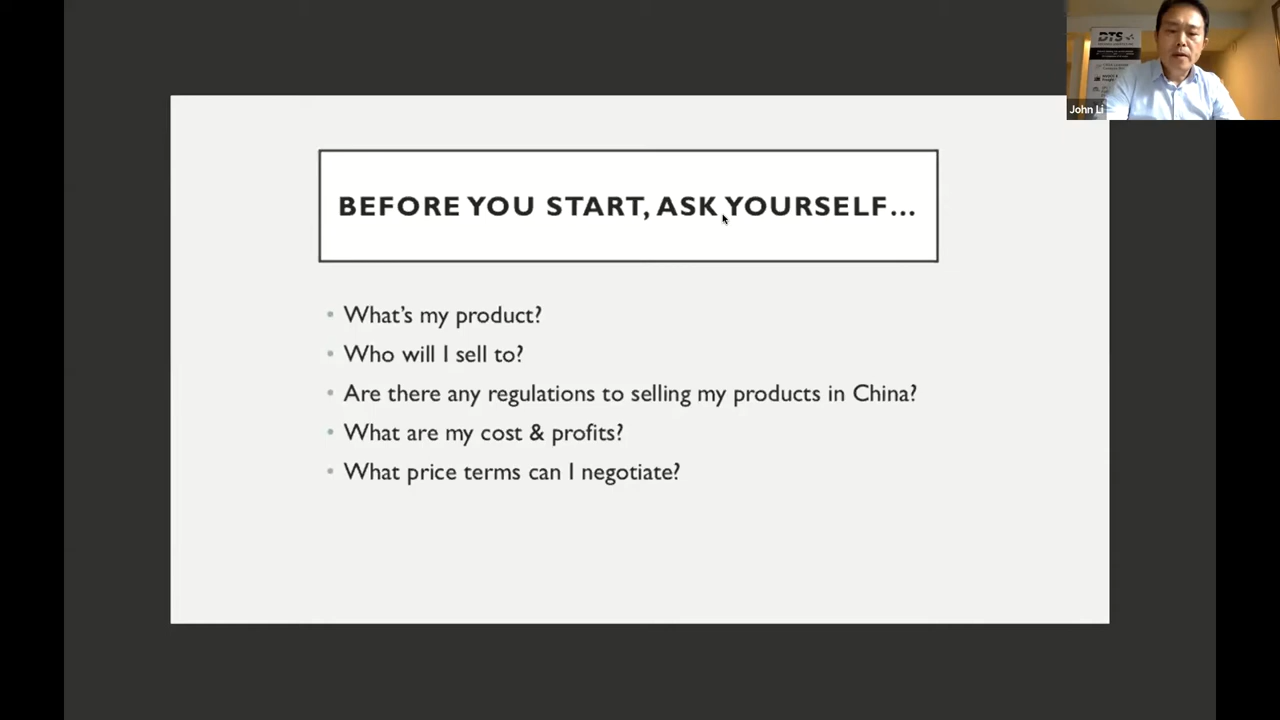 DTS
John Li
BEFORE YOU START, ASK YOURSELF...
• What's my product?
• Who will I sell to?
• Are there any regulations to selling my products in China?
• What are my cost & profits?
• What price terms can I negotiate?